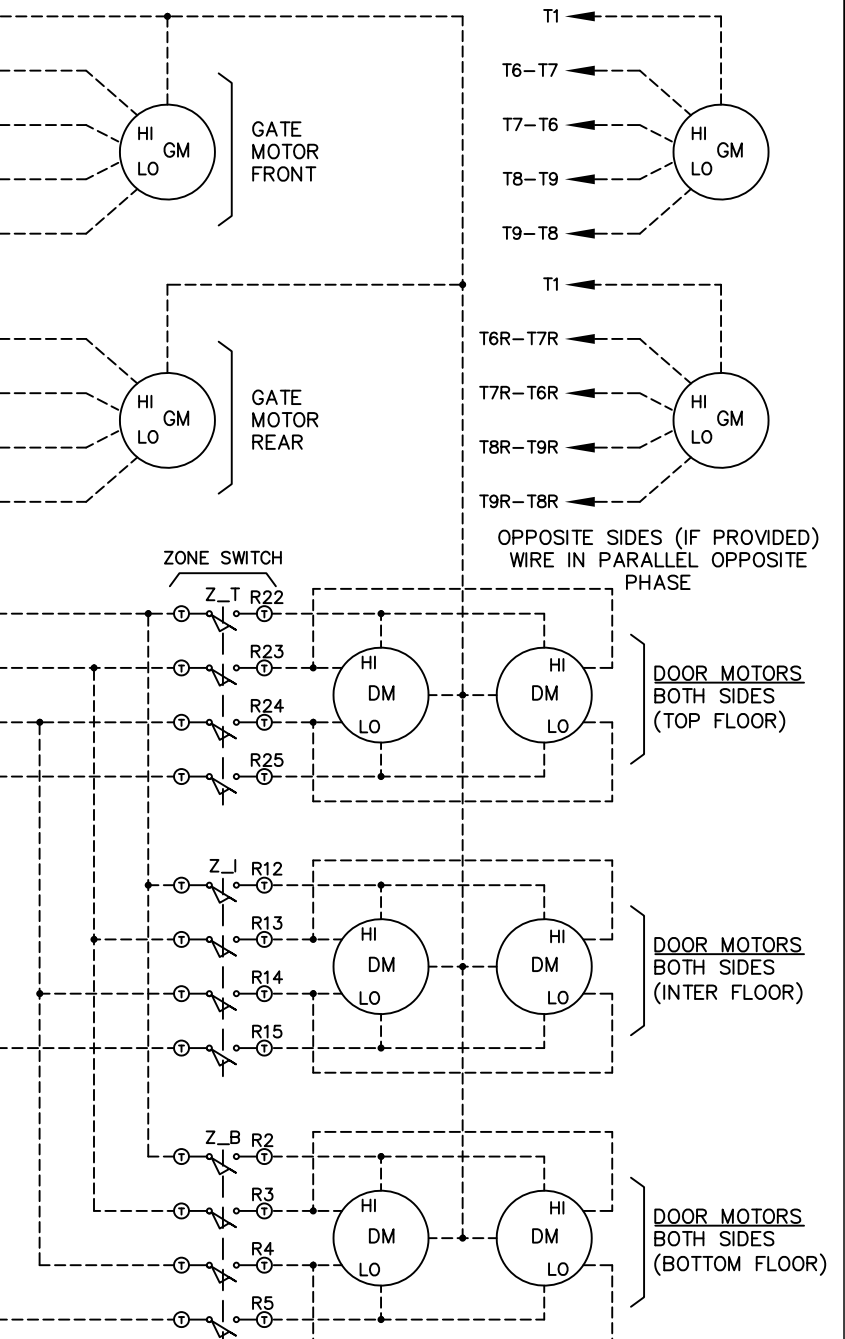 T1
T6–T7
T7–T6
T8–T9
T9–T8
HI
GM
LO
GATE
MOTOR
FRONT
HI
GM
LO
T1
T6R–T7R
T7R–T6R
T8R–T9R
T9R–T8R
HI
GM
LO
GATE
MOTOR
REAR
HI
GM
LO
OPPOSITE SIDES (IF PROVIDED)
WIRE IN PARALLEL OPPOSITE
PHASE
ZONE SWITCH
Z_T R22
T T
R23
T T
R24
T T
R25
T T
HI
DM
LO
HI
DM
LO
DOOR MOTORS
BOTH SIDES
(TOP FLOOR)
Z_I R12
T T
R13
T T
R14
T T
R15
T T
HI
DM
LO
HI
DM
LO
DOOR MOTORS
BOTH SIDES
(INTER FLOOR)
Z_B R2
T T
R3
T T
R4
T T
R5
T T
HI
DM
LO
HI
DM
LO
DOOR MOTORS
BOTH SIDES
(BOTTOM FLOOR)